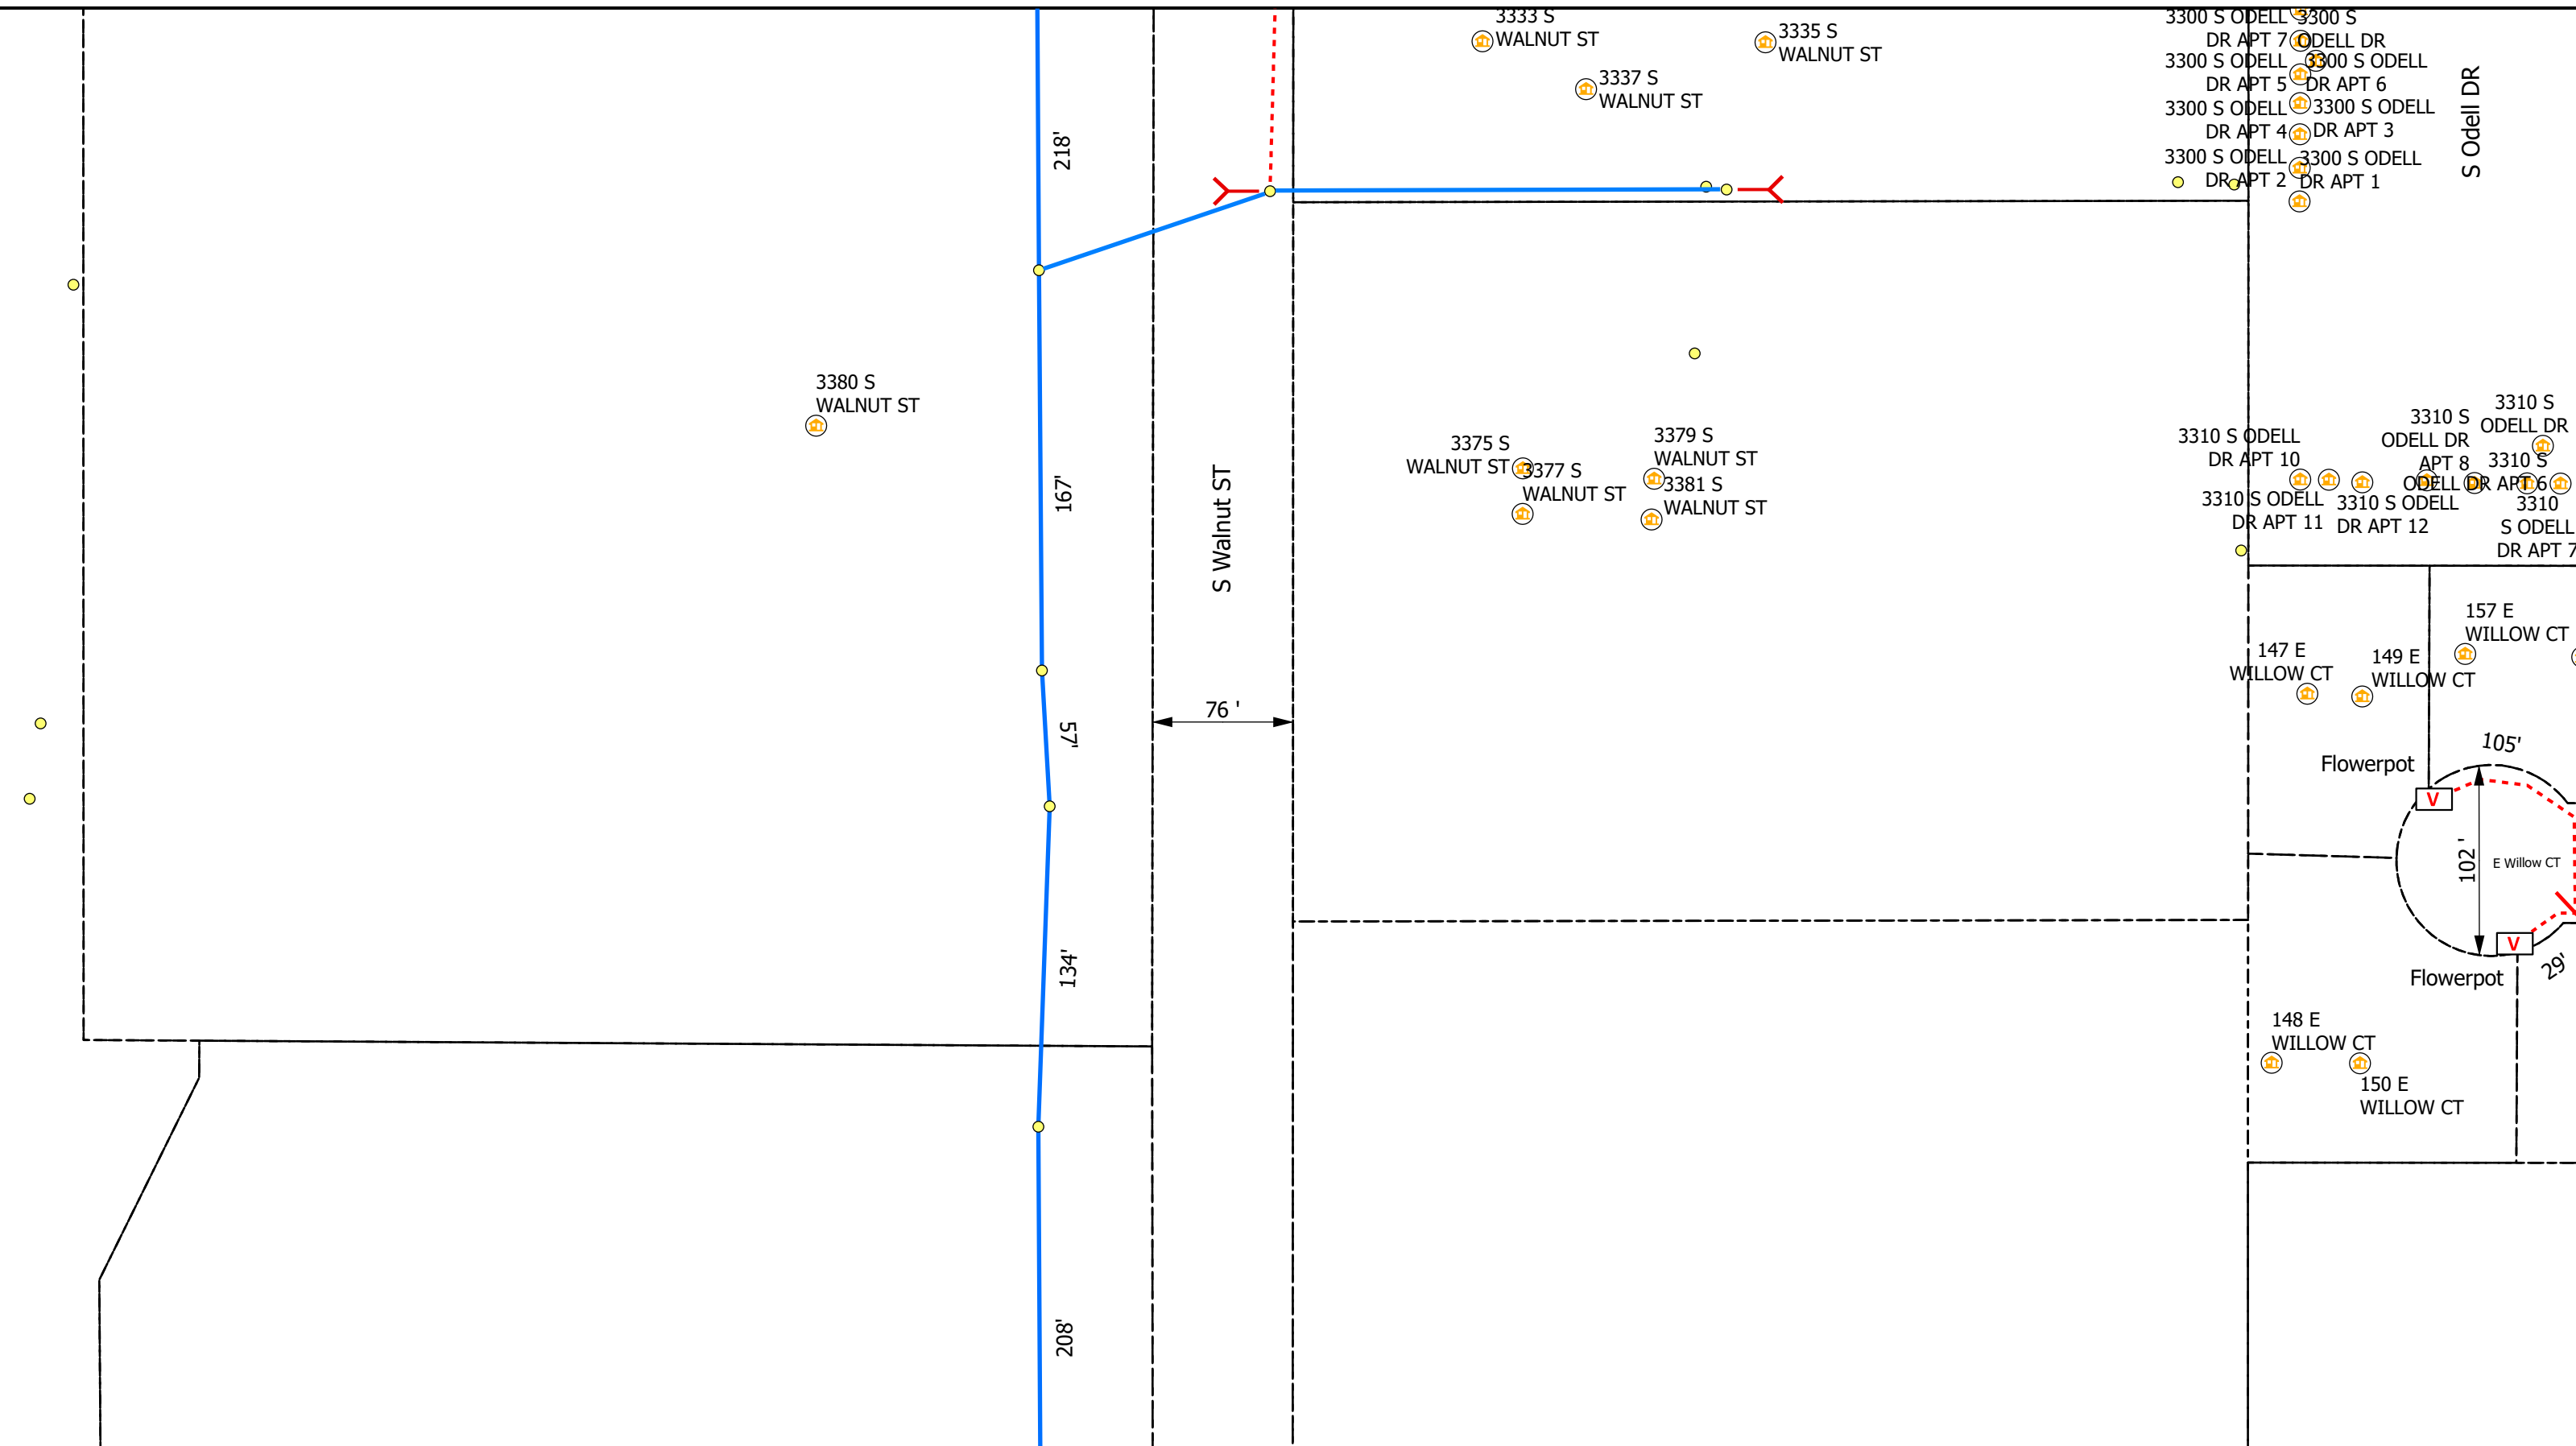 3333 S
WALNUT ST
3335 S
WALNUT ST
3337 S
WALNUT ST
3300 S ODELL
DR APT 7
3300 S
ODELL DR
3300 S ODELL
DR APT 5
3300 S ODELL
DR APT 6
3300 S ODELL
DR APT 4
3300 S ODELL
DR APT 3
3300 S ODELL
DR APT 2
3300 S ODELL
DR APT 1
S Odell DR
218'
3380 S
WALNUT ST
167'
S Walnut ST
3375 S
WALNUT ST
3377 S
WALNUT ST
3379 S
WALNUT ST
3381 S
WALNUT ST
3310 S ODELL
DR APT 10
3310 S
ODELL DR
APT 8
3310 S
ODELL DR
3310 S
ODELL DR APT 6
3310 S ODELL
DR APT 11
3310 S ODELL
DR APT 12
3310
S ODELL
DR APT 7
157 E
WILLOW CT
147 E
WILLOW CT
149 E
WILLOW CT
57'
76 '
105'
Flowerpot
V
102 '
E Willow CT
V
Flowerpot
29'
134'
148 E
WILLOW CT
150 E
WILLOW CT
208'